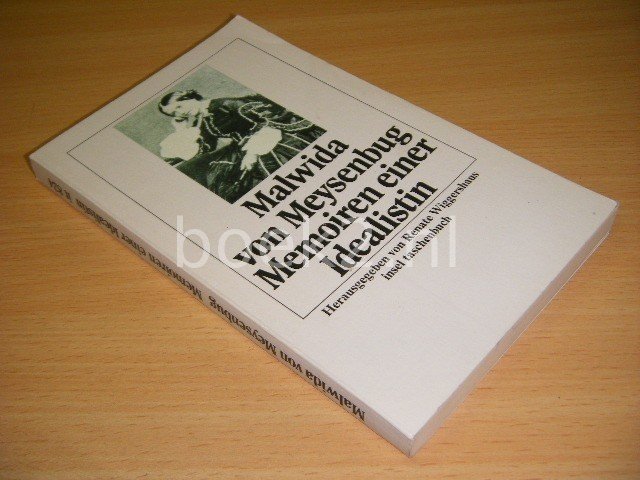 Malwida
von Meysenbug
Memoiren einer
Idealistin
Herausgegeben von Renate Wiggershaus
insel taschenbuch
Malwida von Meysenbug Memoiren einer Idealistin